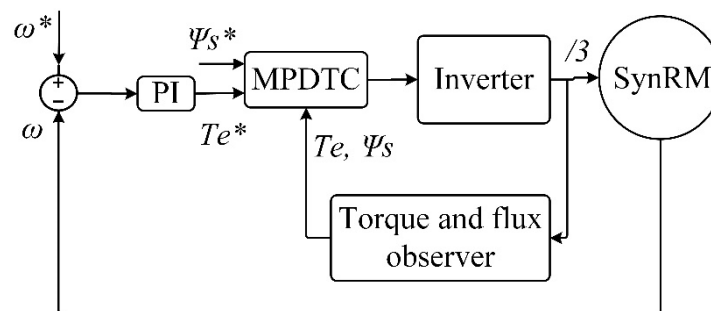 ω*
Ψs*
/3
+
-
PI
MPDTC
Inverter
SynRM
ω
Te*
Te, Ψs
Torque and flux
observer